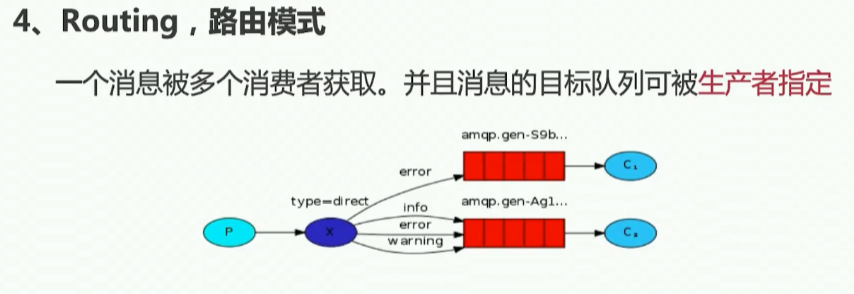 4、Routing，路由模式
一个消息被多个消费者获取。并且消息的目标队列可被生产者指定
amqp.gen-S9b...
error
C₁
type=direct
info
amqp.gen-Ag1...
P
X
error
C₂
warning